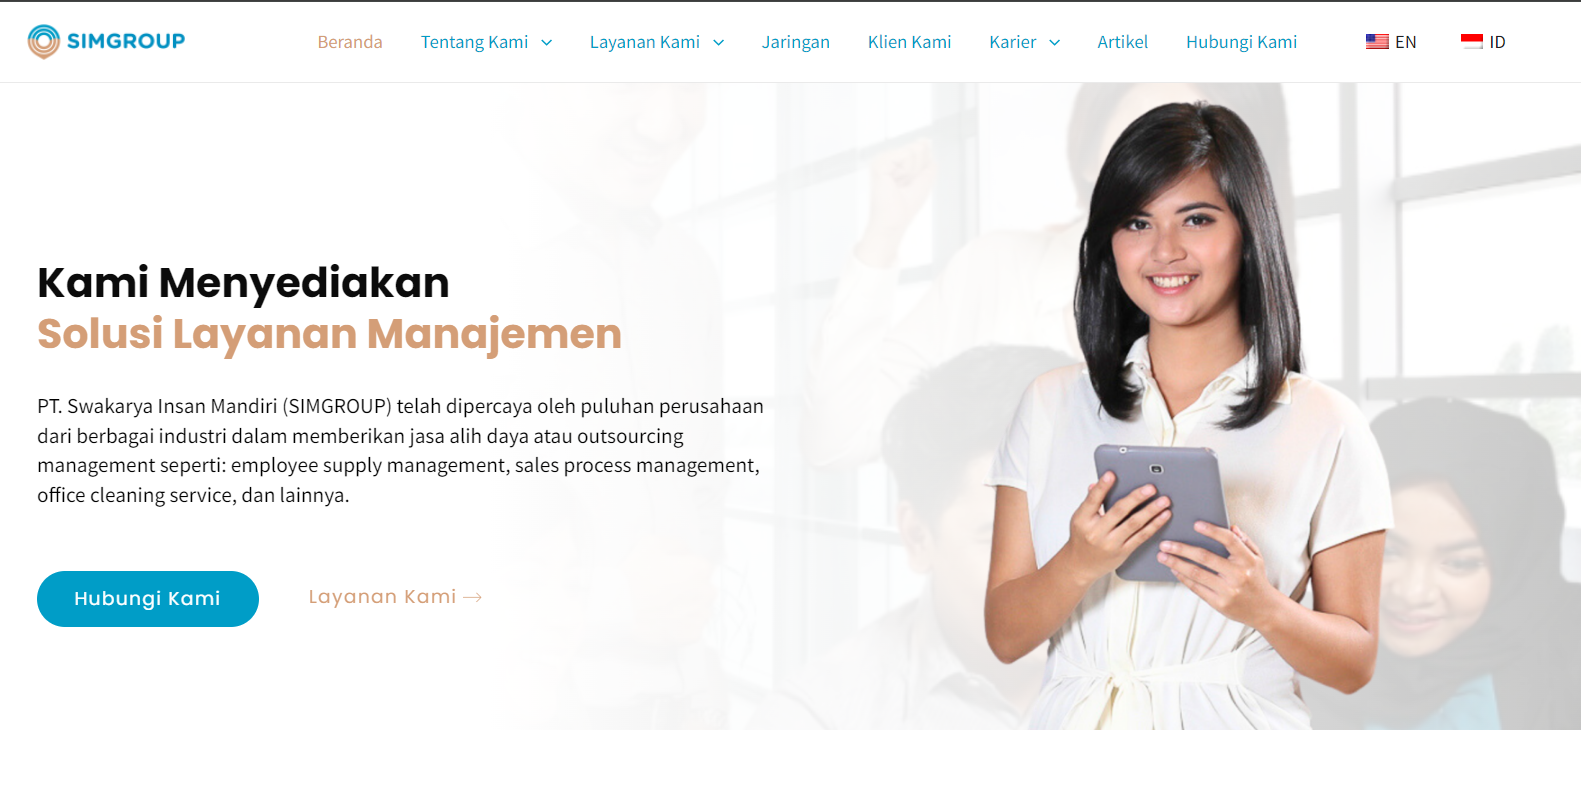 SIMGROUP
Beranda
Tentang Kami
Layanan Kami
Jaringan
Klien Kami
Karier
Artikel
Hubungi Kami
EN
ID
Kami Menyediakan
Solusi Layanan Manajemen
PT. Swakarya Insan Mandiri (SIMGROUP) telah dipercaya oleh puluhan perusahaan
dari berbagai industri dalam memberikan jasa alih daya atau outsourcing
management seperti: employee supply management, sales process management,
office cleaning service, dan lainnya.
Hubungi Kami
Layanan Kami →